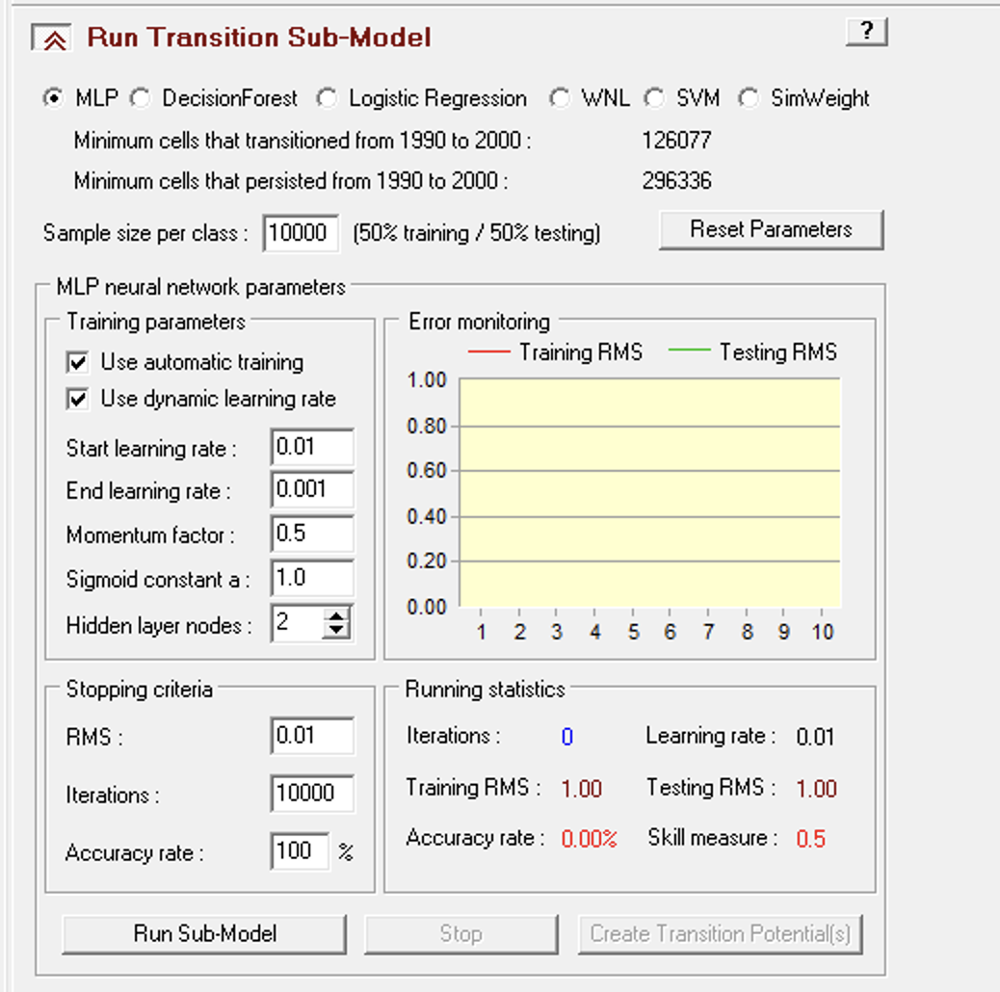 Run Transition Sub-Model
?
MLP DecisionForest Logistic Regression WNL SVM SimWeight
Minimum cells that transitioned from 1990 to 2000 : 126077
Minimum cells that persisted from 1990 to 2000 : 296336
Sample size per class : 10000 (50% training / 50% testing) Reset Parameters
MLP neural network parameters
Training parameters
Use automatic training
Use dynamic learning rate
Start learning rate : 0.01
End learning rate : 0.001
Momentum factor : 0.5
Sigmoid constant a : 1.0
Hidden layer nodes : 2
Error monitoring
Training RMS Testing RMS
1.00
0.80
0.60
0.40
0.20
0.00
1 2 3 4 5 6 7 8 9 10
Stopping criteria
RMS : 0.01
Iterations : 10000
Accuracy rate : 100 %
Running statistics
Iterations : 0 Learning rate : 0.01
Training RMS : 1.00 Testing RMS : 1.00
Accuracy rate : 0.00% Skill measure : 0.5
Run Sub-Model Stop Create Transition Potential(s)